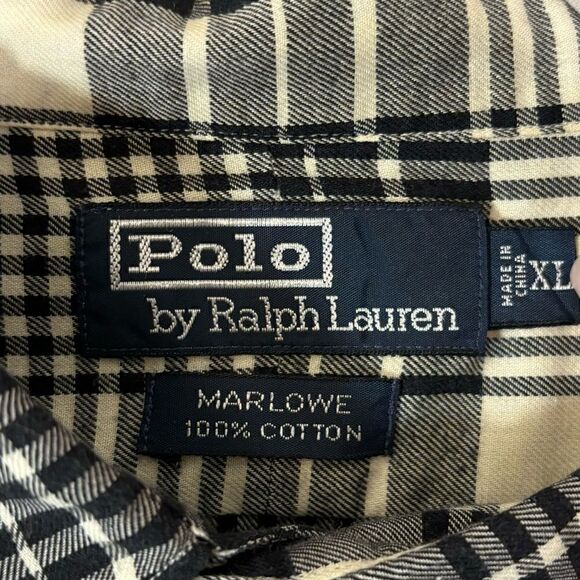 Polo
by Ralph Lauren
MADE IN
CHINA
XL
MARLOWE
100% COTTON